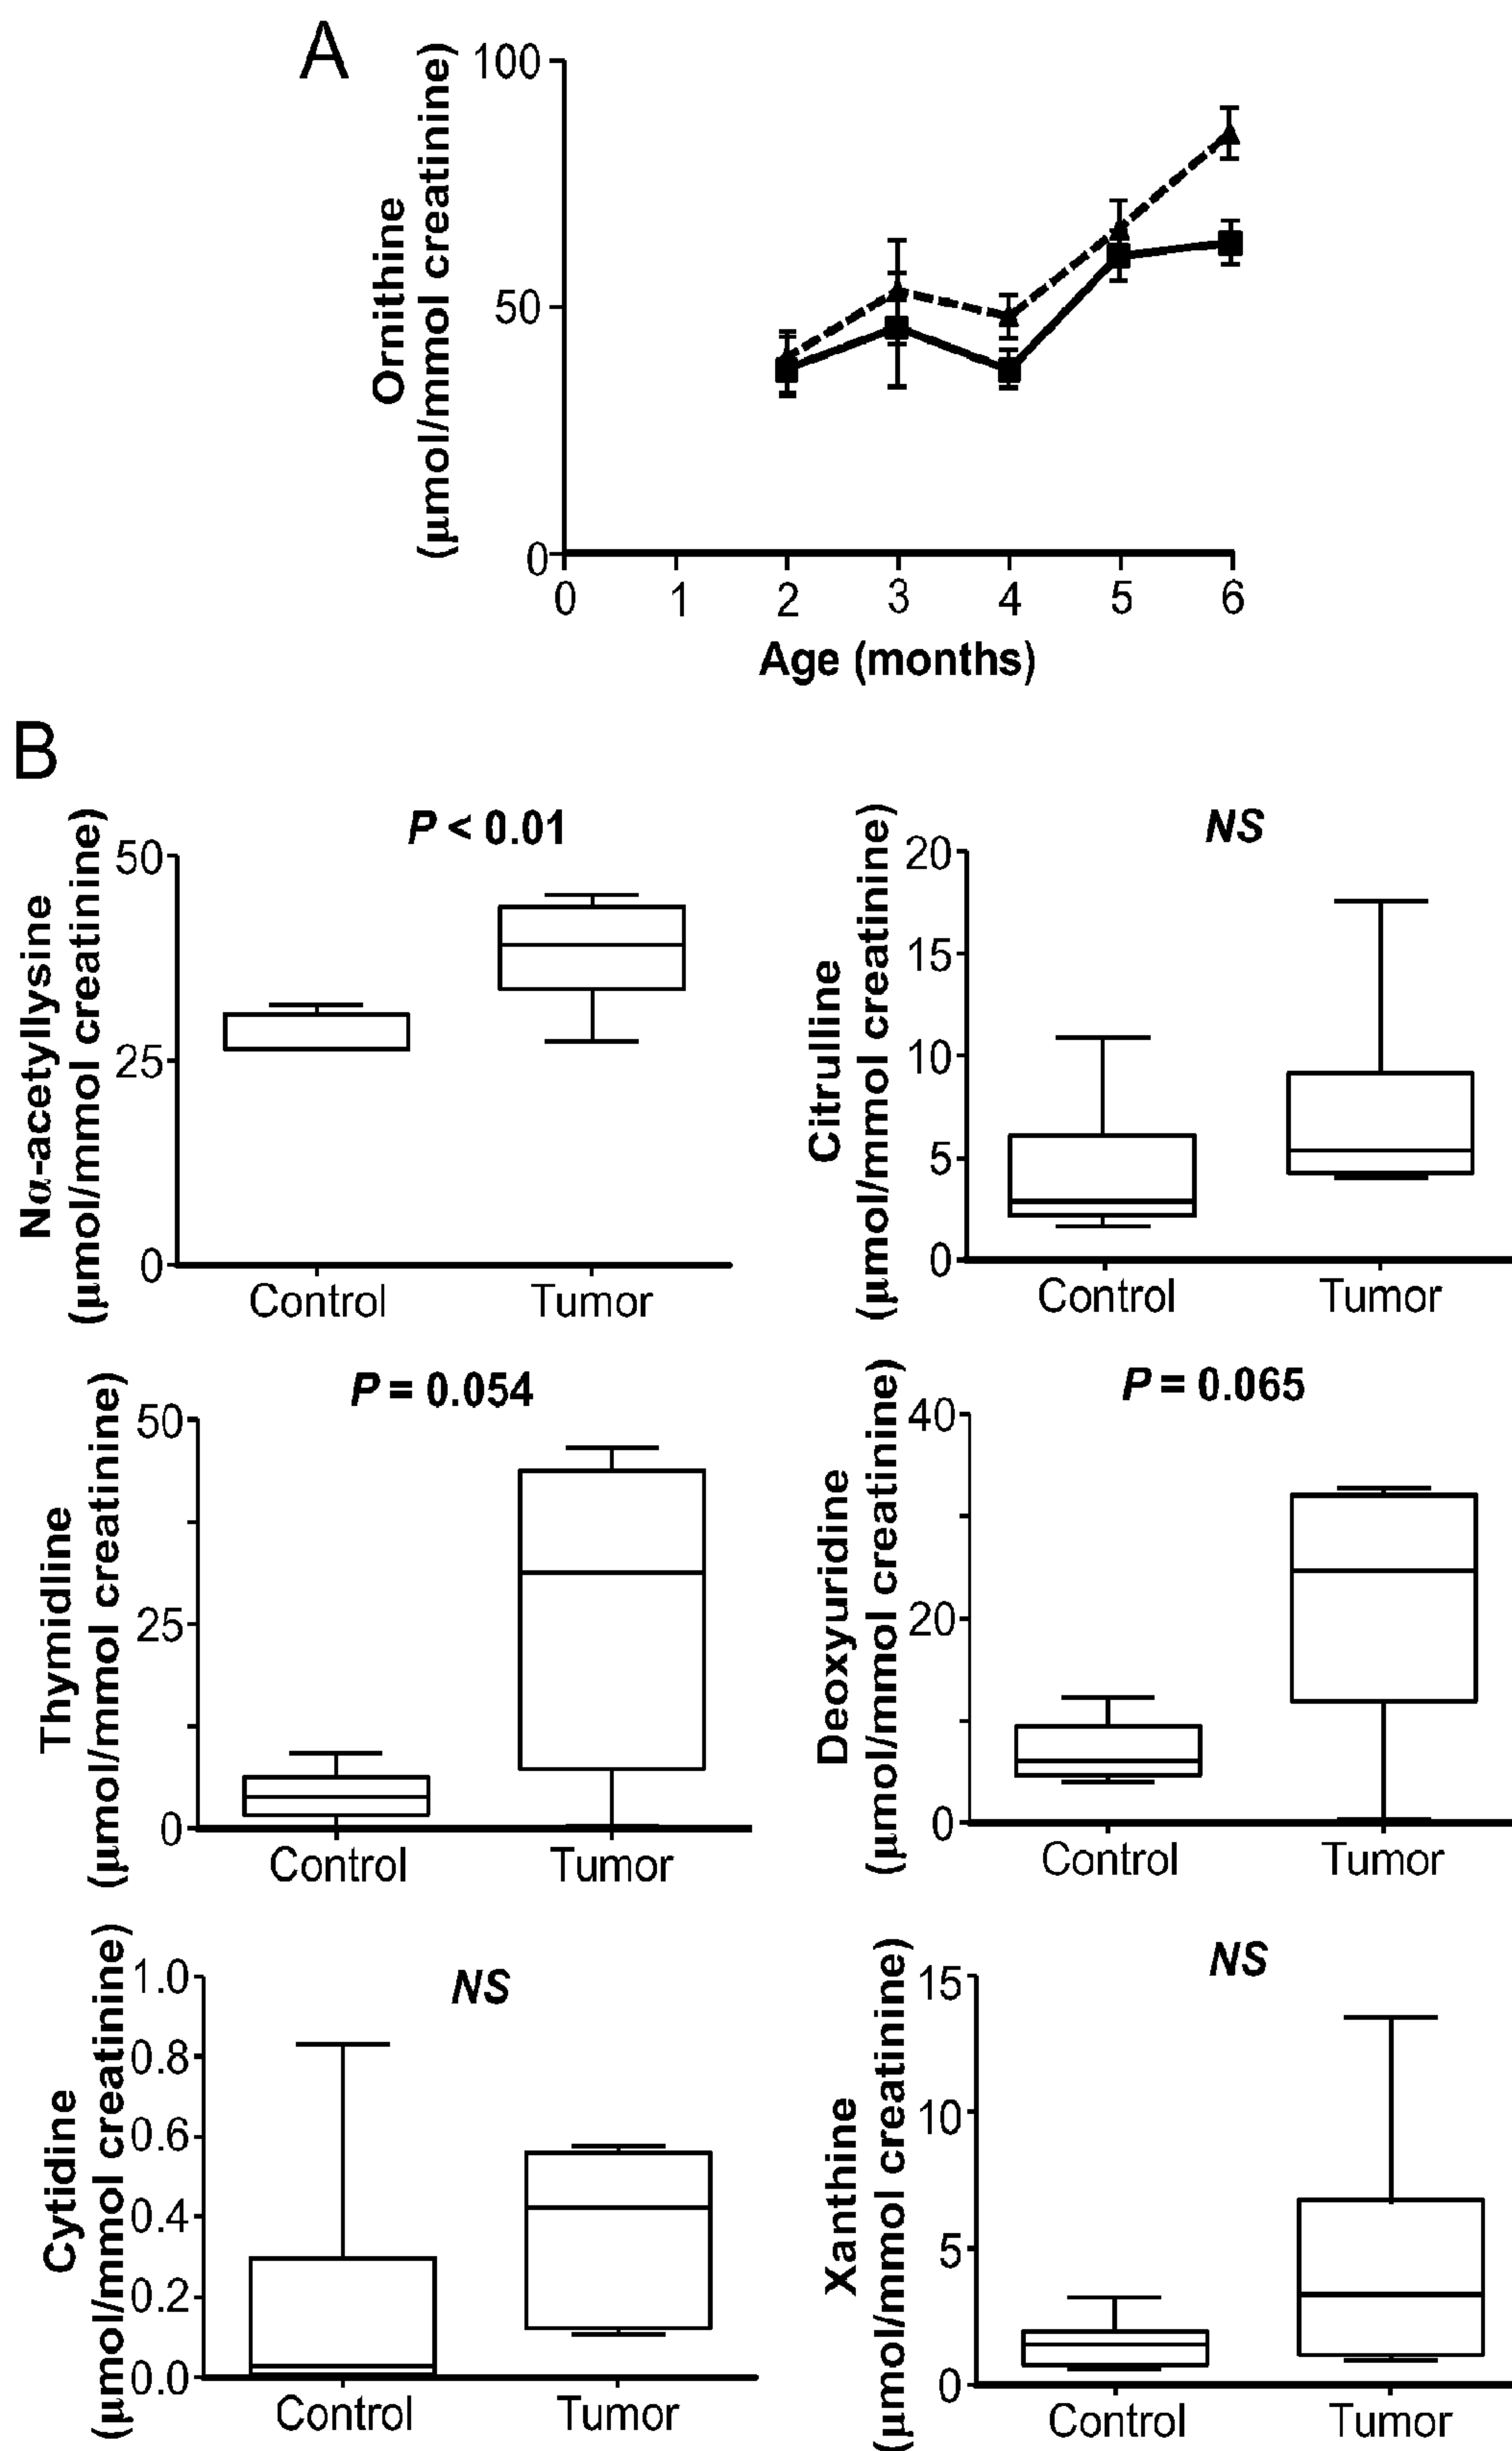 A
Ornithine
(µmol/mmol creatinine)
100
50
0
0 1 2 3 4 5 6
Age (months)
B
P < 0.01
Nα-acetyllysine
(µmol/mmol creatinine)
50
25
0
Control Tumor
NS
Citrulline
(µmol/mmol creatinine)
20
15
10
5
0
Control Tumor
P = 0.054
Thymidline
(µmol/mmol creatinine)
50
25
0
Control Tumor
P = 0.065
Deoxyuridine
(µmol/mmol creatinine)
40
20
0
Control Tumor
NS
Cytidine
(µmol/mmol creatinine)
1.0
0.8
0.6
0.4
0.2
0.0
Control Tumor
NS
Xanthine
(µmol/mmol creatinine)
15
10
5
0
Control Tumor